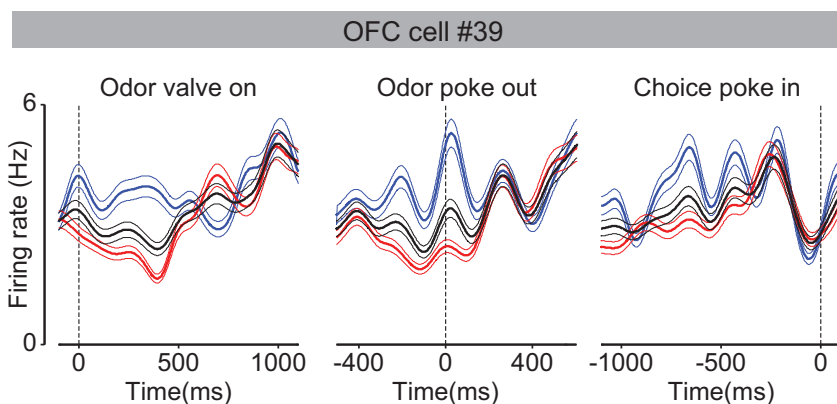 OFC cell #39
Odor valve on
Odor poke out
Choice poke in
6
Firing rate (Hz)
0
0 500 1000
-400 0 400
-1000 -500 0
Time(ms)
Time(ms)
Time(ms)